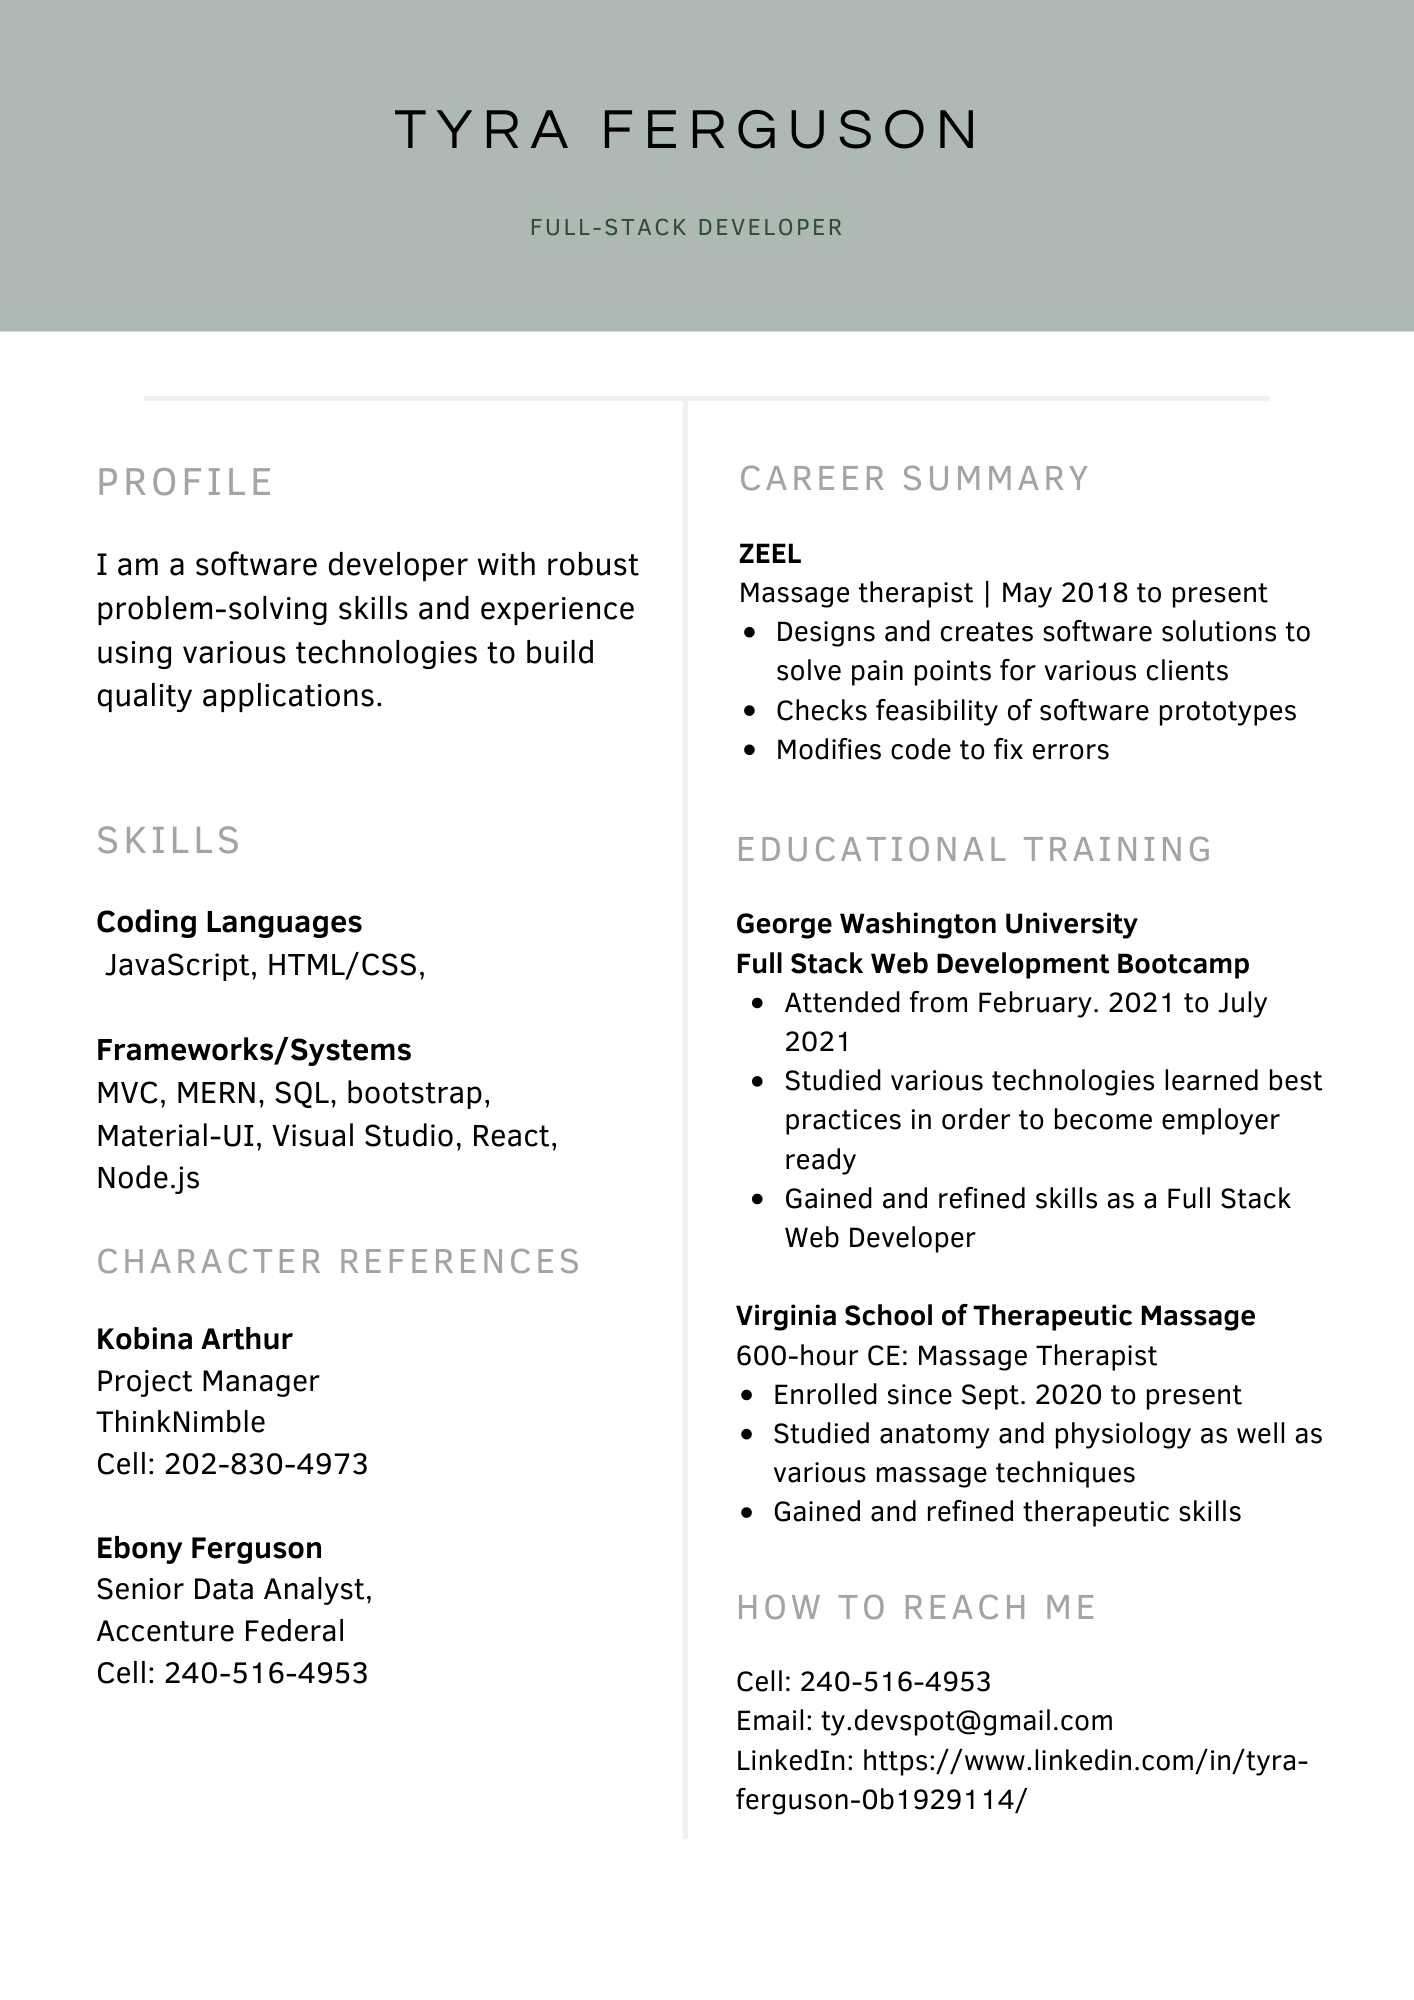 TYRA FERGUSON
FULL-STACK DEVELOPER
PROFILE
I am a software developer with robust
problem-solving skills and experience
using various technologies to build
quality applications.
SKILLS
Coding Languages
JavaScript, HTML/CSS,
Frameworks/Systems
MVC, MERN, SQL, bootstrap,
Material-UI, Visual Studio, React,
Node.js
CHARACTER REFERENCES
Kobina Arthur
Project Manager
ThinkNimble
Cell: 202-830-4973
Ebony Ferguson
Senior Data Analyst,
Accenture Federal
Cell: 240-516-4953
CAREER SUMMARY
ZEEL
Massage therapist | May 2018 to present
• Designs and creates software solutions to
solve pain points for various clients
• Checks feasibility of software prototypes
• Modifies code to fix errors
EDUCATIONAL TRAINING
George Washington University
Full Stack Web Development Bootcamp
• Attended from February. 2021 to July
2021
• Studied various technologies learned best
practices in order to become employer
ready
• Gained and refined skills as a Full Stack
Web Developer
Virginia School of Therapeutic Massage
600-hour CE: Massage Therapist
• Enrolled since Sept. 2020 to present
• Studied anatomy and physiology as well as
various massage techniques
• Gained and refined therapeutic skills
HOW TO REACH ME
Cell: 240-516-4953
Email: ty.devspot@gmail.com
LinkedIn: https://www.linkedin.com/in/tyra-
ferguson-0b1929114/